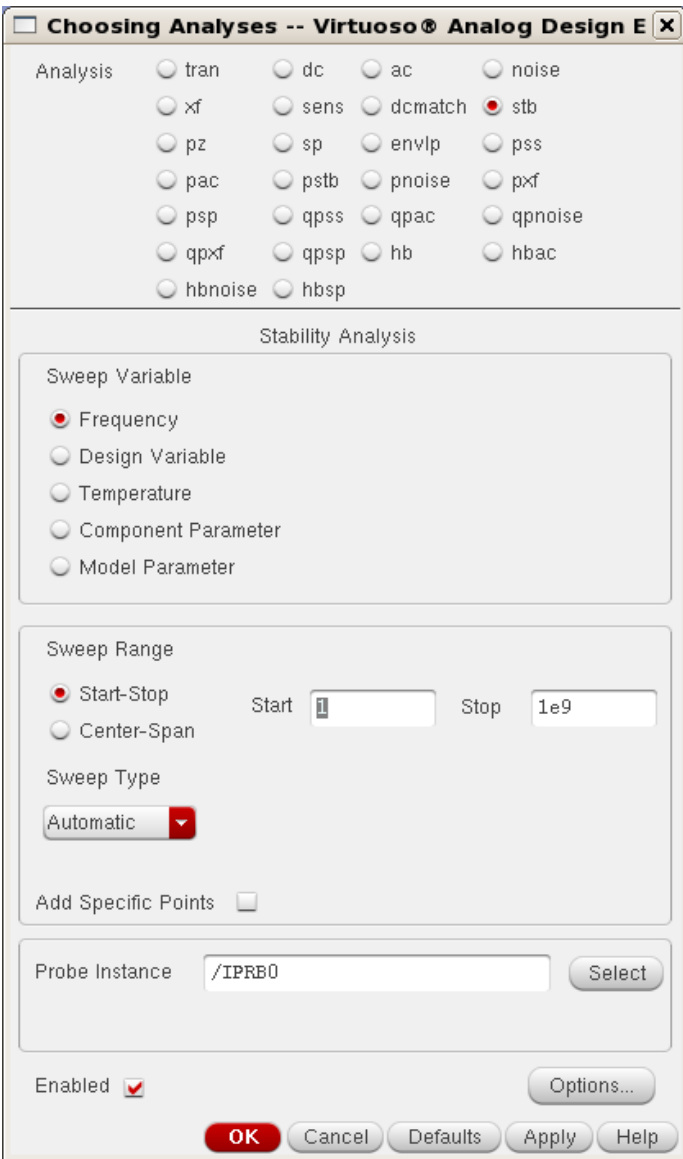 Choosing Analyses -- Virtuoso® Analog Design E
Analysis tran dc ac noise
xf sens dcmatch stb
pz sp envlp pss
pac pstb pnoise pxf
psp qpss qpac qpnoise
qpxf qpsp hb hbac
hbnoise hbsp
Stability Analysis
Sweep Variable
Frequency
Design Variable
Temperature
Component Parameter
Model Parameter
Sweep Range
Start-Stop Start 1 Stop 1e9
Center-Span
Sweep Type
Automatic
Add Specific Points
Probe Instance /IPRB0 Select
Enabled Options...
OK Cancel Defaults Apply Help